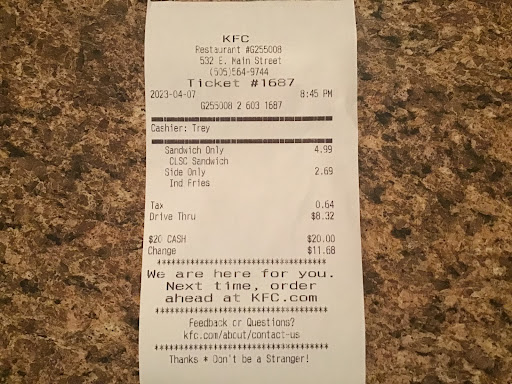 KFC
Restaurant #G255008
532 E. Main Street
(505)564-9744
Ticket #1687
2023-04-07 8:45 PM
G255008 2 603 1687
Cashier: Trey
Sandwich Only 4.99
CLSC Sandwich
Side Only 2.69
Ind Fries
Tax 0.64
Drive Thru $8.32
$20 CASH $20.00
Change $11.68
************************************
We are here for you.
Next time, order
ahead at KFC.com
************************************
Feedback or Questions?
kfc.com/about/contact-us
************************************
Thanks * Don't be a Stranger!